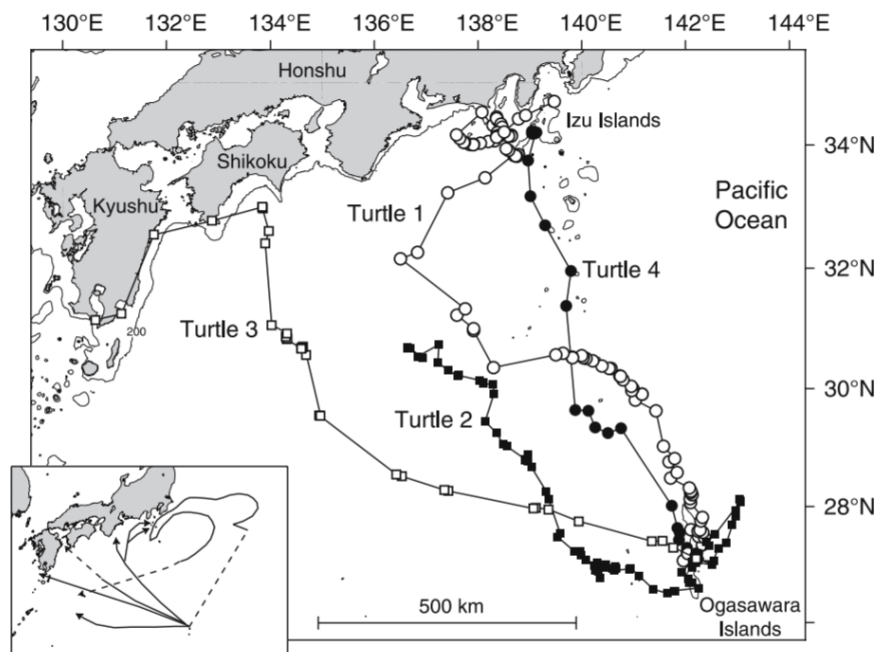 130°E 132°E 134°E 136°E 138°E 140°E 142°E 144°E
Honshu
Izu Islands
34°N
Shikoku
Kyushu
Pacific
Ocean
Turtle 1
Turtle 4
32°N
200
Turtle 3
30°N
Turtle 2
28°N
500 km
Ogasawara
Islands